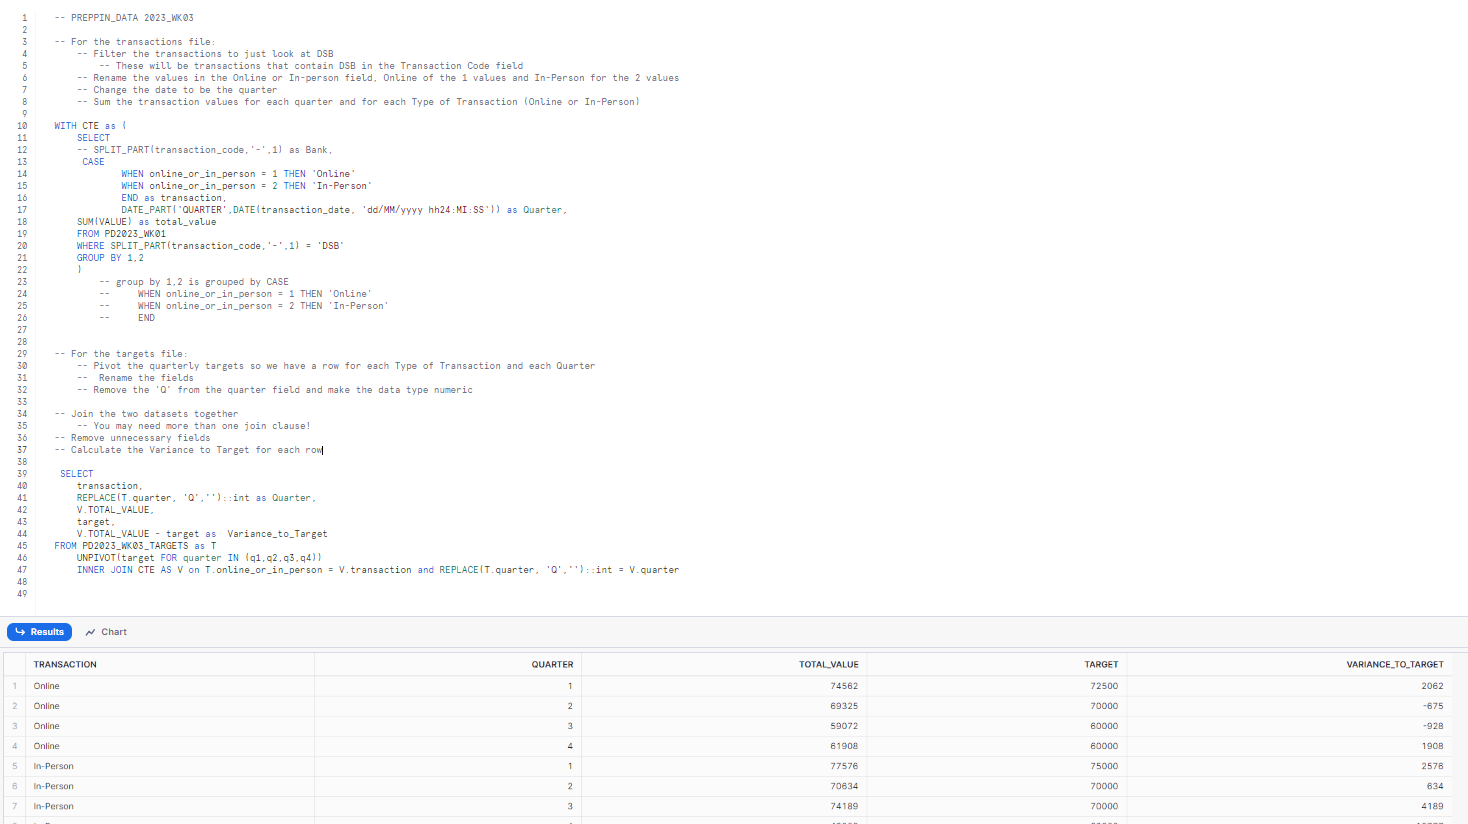 1 -- PREPPIN_DATA 2023_WK03
2
3 -- For the transactions file:
4 -- Filter the transactions to just look at DSB
5 -- These will be transactions that contain DSB in the Transaction Code field
6 -- Rename the values in the Online or In-person field, Online of the 1 values and In-Person for the 2 values
7 -- Change the date to be the quarter
8 -- Sum the transaction values for each quarter and for each Type of Transaction (Online or In-Person)
9
10 WITH CTE as (
11 SELECT
12 -- SPLIT_PART(transaction_code,'-',1) as Bank,
13 CASE
14 WHEN online_or_in_person = 1 THEN 'Online'
15 WHEN online_or_in_person = 2 THEN 'In-Person'
16 END as transaction,
17 DATE_PART('QUARTER',DATE(transaction_date, 'dd/MM/yyyy hh24:MI:SS')) as Quarter,
18 SUM(VALUE) as total_value
19 FROM PD2023_WK01
20 WHERE SPLIT_PART(transaction_code,'-',1) = 'DSB'
21 GROUP BY 1,2
22 )
23 -- group by 1,2 is grouped by CASE
24 -- WHEN online_or_in_person = 1 THEN 'Online'
25 -- WHEN online_or_in_person = 2 THEN 'In-Person'
26 -- END
27
28
29 -- For the targets file:
30 -- Pivot the quarterly targets so we have a row for each Type of Transaction and each Quarter
31 -- Rename the fields
32 -- Remove the 'Q' from the quarter field and make the data type numeric
33
34 -- Join the two datasets together
35 -- You may need more than one join clause!
36 -- Remove unnecessary fields
37 -- Calculate the Variance to Target for each row
38
39 SELECT
40 transaction,
41 REPLACE(T.quarter, 'Q','')::int as Quarter,
42 V.TOTAL_VALUE,
43 target,
44 V.TOTAL_VALUE - target as Variance_to_Target
45 FROM PD2023_WK03_TARGETS as T
46 UNPIVOT(target FOR quarter IN (q1,q2,q3,q4))
47 INNER JOIN CTE AS V on T.online_or_in_person = V.transaction and REPLACE(T.quarter, 'Q','')::int = V.quarter
48
49
Results Chart
TRANSACTION QUARTER TOTAL_VALUE TARGET VARIANCE_TO_TARGET
1 Online 1 74562 72500 2062
2 Online 2 69325 70000 -675
3 Online 3 59072 60000 -928
4 Online 4 61908 60000 1908
5 In-Person 1 77576 75000 2576
6 In-Person 2 70634 70000 634
7 In-Person 3 74189 70000 4189